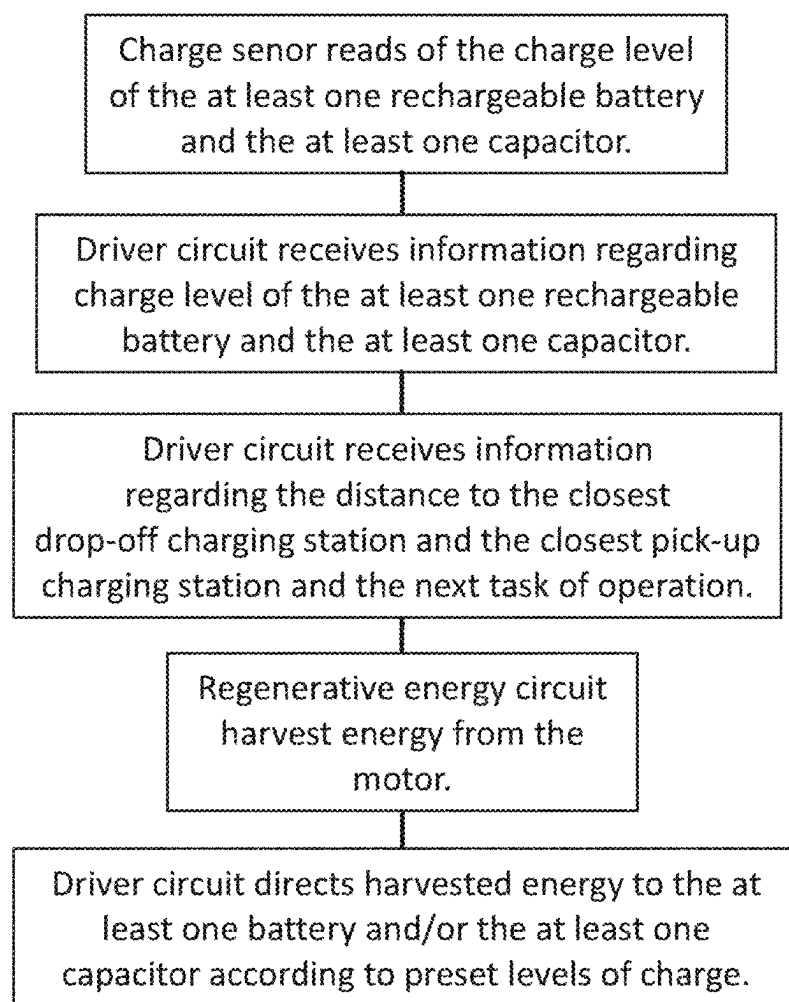 Charge senor reads of the charge level
of the at least one rechargeable battery
and the at least one capacitor.
Driver circuit receives information regarding
charge level of the at least one rechargeable
battery and the at least one capacitor.
Driver circuit receives information
regarding the distance to the closest
drop-off charging station and the closest pick-up
charging station and the next task of operation.
Regenerative energy circuit
harvest energy from the
motor.
Driver circuit directs harvested energy to the at
least one battery and/or the at least one
capacitor according to preset levels of charge.